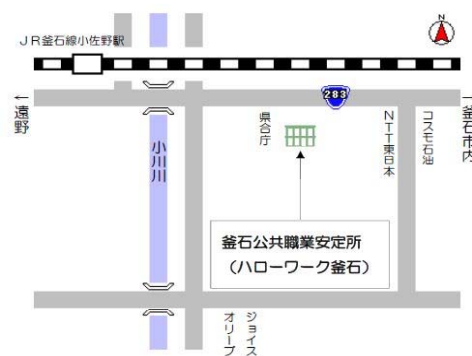 N
JR釜石線小佐野駅
283
←遠野
→釜石市内
小川川
県合庁
NTT東日本
コスモ石油
釜石公共職業安定所
(ハローワーク釜石)
ジョイス
オリーブ